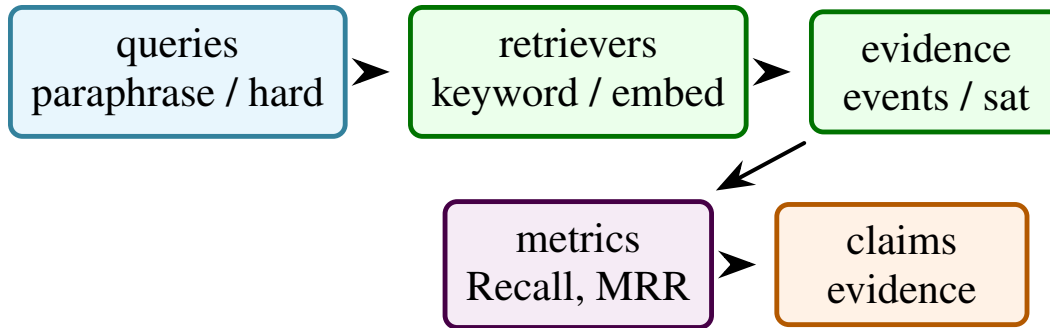 queries
paraphrase / hard
retrievers
keyword / embed
evidence
events / sat
metrics
Recall, MRR
claims
evidence